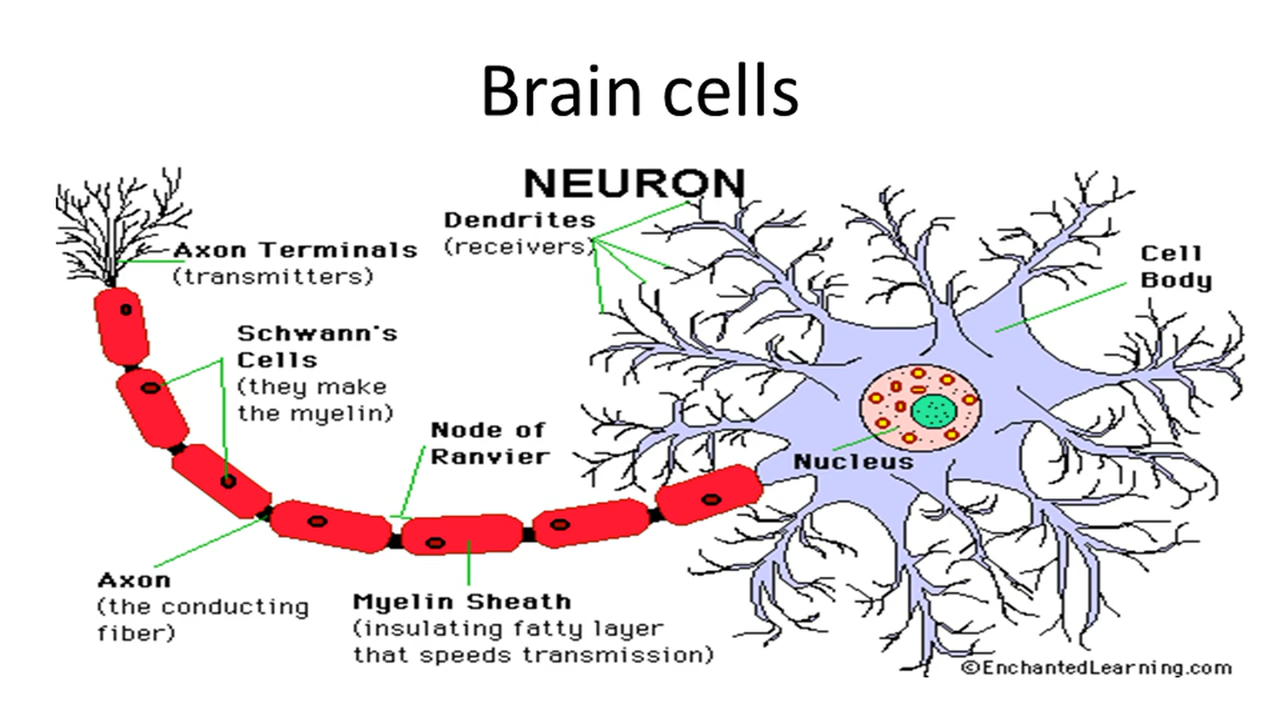 Brain cells
NEURON
Dendrites
(receivers)
Axon Terminals
(transmitters)
Cell
Body
Schwann's
Cells
(they make
the myelin)
Node of
Ranvier
Nucleus
Axon
(the conducting
fiber)
Myelin Sheath
(insulating fatty layer
that speeds transmission)
©EnchantedLearning.com